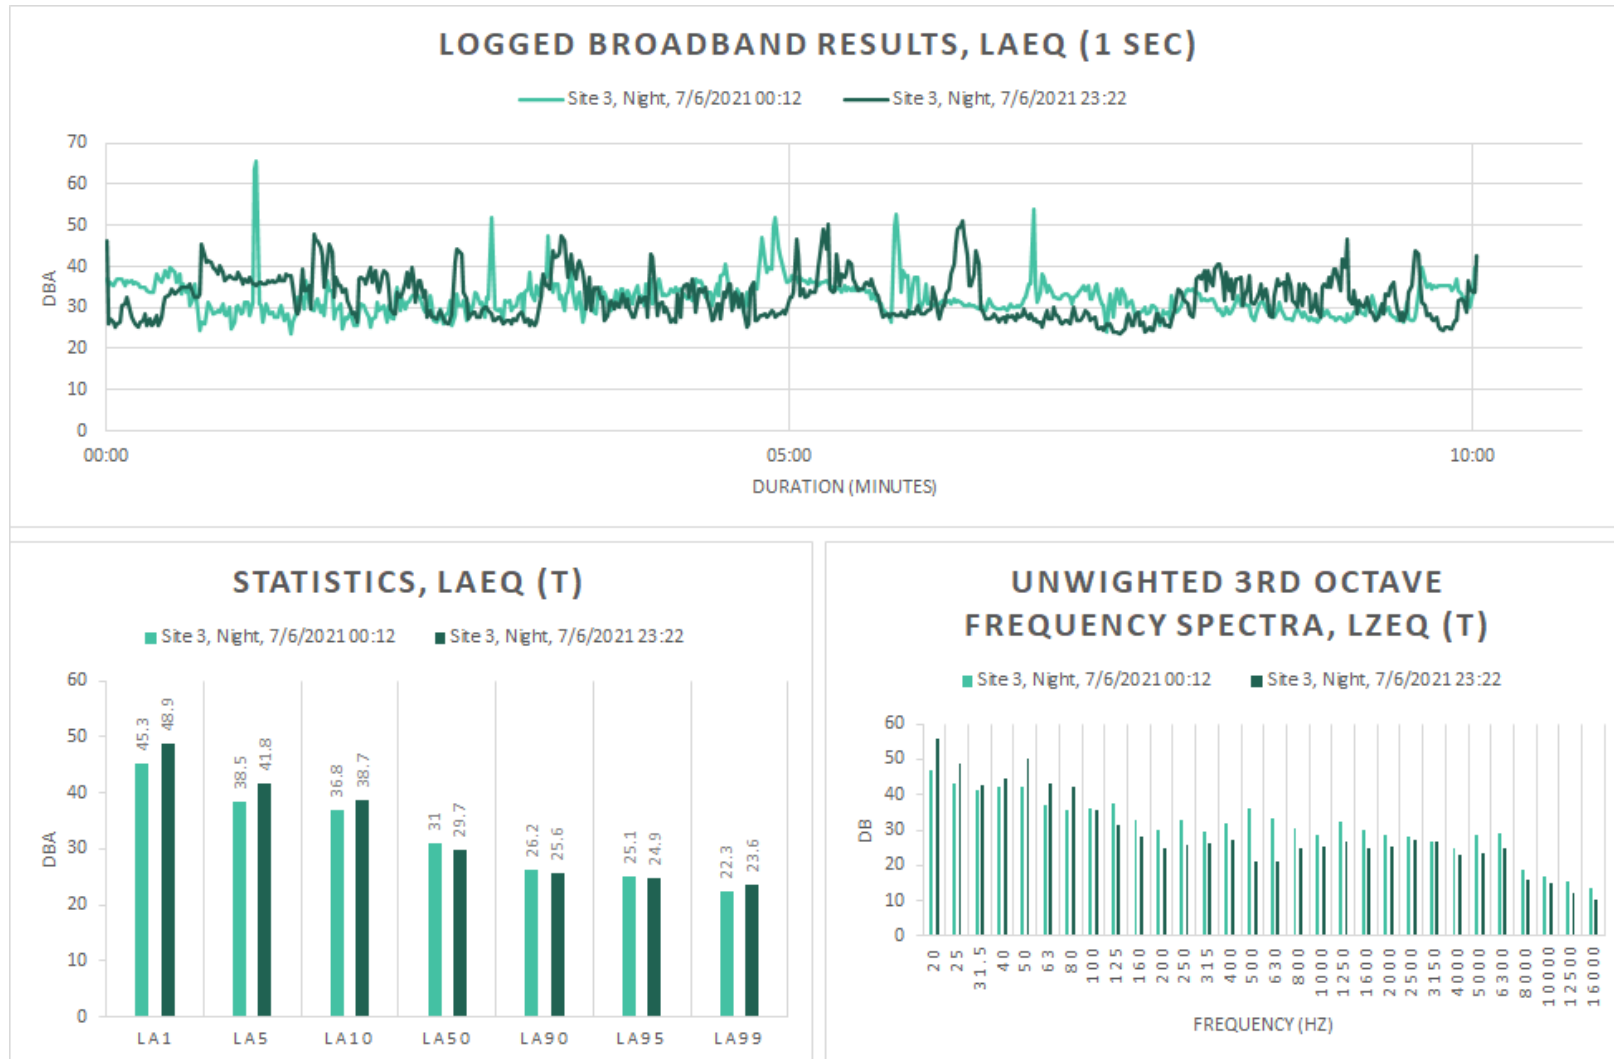 LOGGED BROADBAND RESULTS, LAEQ (1 SEC)
Site 3, Night, 7/6/2021 00:12 Site 3, Night, 7/6/2021 23:22
70
60
50
40
30
20
10
0
DBA
00:00 05:00 10:00
DURATION (MINUTES)
STATISTICS, LAEQ (T)
Site 3, Night, 7/6/2021 00:12 Site 3, Night, 7/6/2021 23:22
60
50
40
30
20
10
0
DBA
45.3 48.9 38.5 41.8 36.8 38.7 31 29.7 26.2 25.6 25.1 24.9 22.3 23.6
LA1 LA5 LA10 LA50 LA90 LA95 LA99
UNWIGHTED 3RD OCTAVE
FREQUENCY SPECTRA, LZEQ (T)
Site 3, Night, 7/6/2021 00:12 Site 3, Night, 7/6/2021 23:22
60
50
40
30
20
10
0
DB
20 25 31.5 40 50 63 80 100 125 160 200 250 315 400 500 630 800 1000 1250 1600 2000 2500 3150 4000 5000 6300 8000 10000 12500 16000
FREQUENCY (HZ)